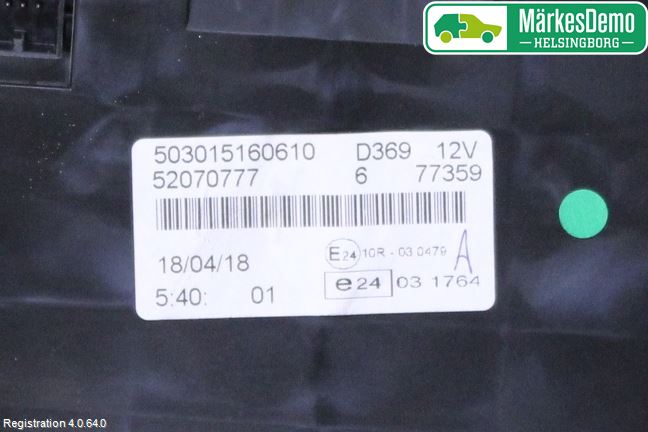 MärkesDemo
HELSINGBORG
503015160610 D369 12V
52070777 6 77359
18/04/18 E24 10R - 03 0479 A
5:40: 01 e24 03 1764
Registration 4.0.64.0